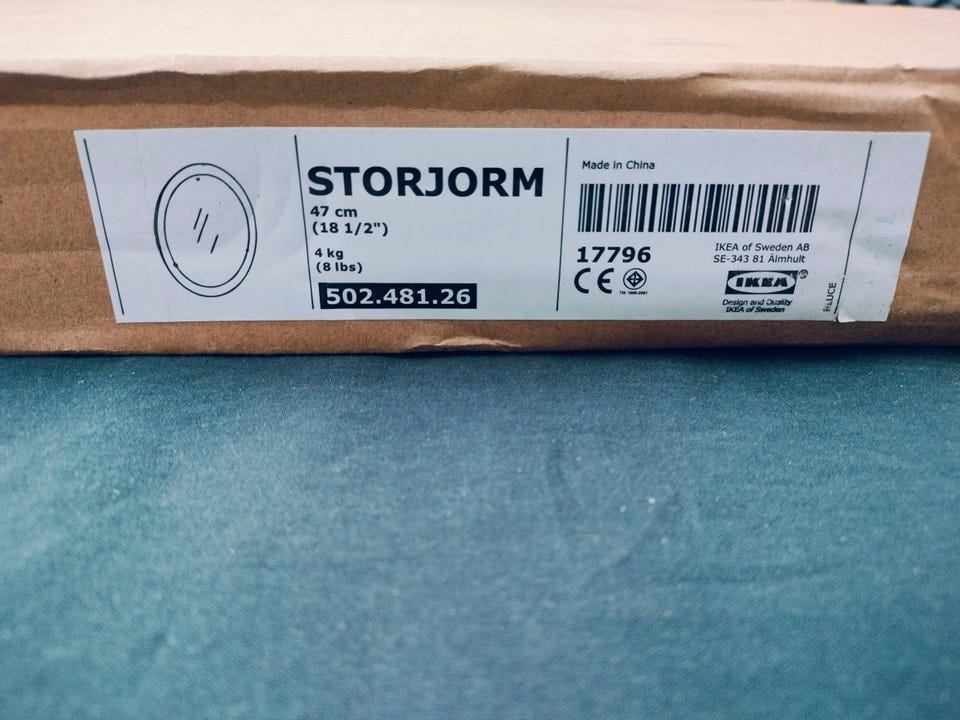 STORJORM
47 cm
(18 1/2")
4 kg
(8 lbs)
502.481.26
Made in China
17796
CE
IKEA of Sweden AB
SE-343 81 Älmhult
IKEA®
Design and Quality
IKEA of Sweden